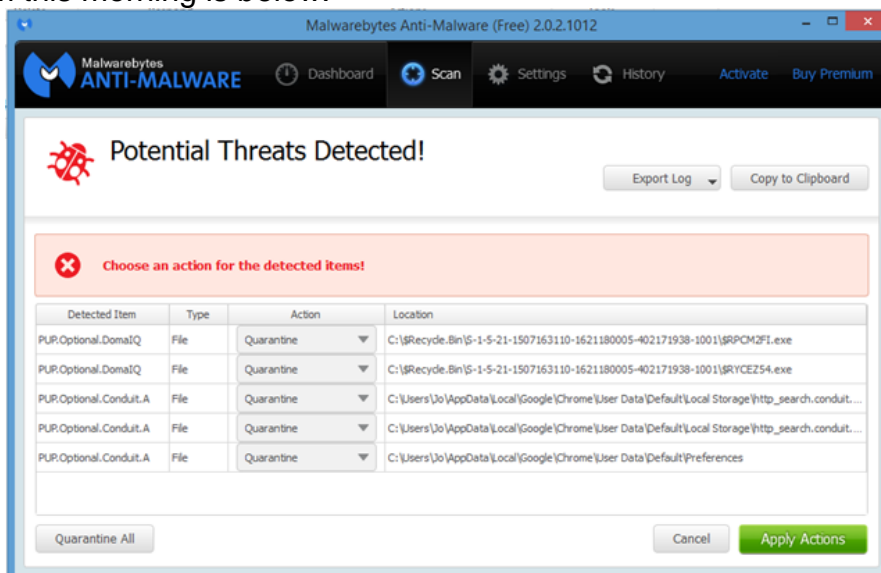 this morning is below.
Malwarebytes Anti-Malware (Free) 2.0.2.1012
Malwarebytes
ANTI-MALWARE
Dashboard
Scan
Settings
History
Activate
Buy Premium
Potential Threats Detected!
Export Log
Copy to Clipboard
Choose an action for the detected items!
Detected Item Type Action Location
PUP.Optional.DomaIQ File Quarantine C:\$Recycle.Bin\S-1-5-21-1507163110-1621180005-402171938-1001\$RPCM2FI.exe
PUP.Optional.DomaIQ File Quarantine C:\$Recycle.Bin\S-1-5-21-1507163110-1621180005-402171938-1001\$RYCEZ54.exe
PUP.Optional.Conduit.A File Quarantine C:\Users\Jo\AppData\Local\Google\Chrome\User Data\Default\Local Storage\http_search.conduit....
PUP.Optional.Conduit.A File Quarantine C:\Users\Jo\AppData\Local\Google\Chrome\User Data\Default\Local Storage\http_search.conduit....
PUP.Optional.Conduit.A File Quarantine C:\Users\Jo\AppData\Local\Google\Chrome\User Data\Default\Preferences
Quarantine All
Cancel
Apply Actions